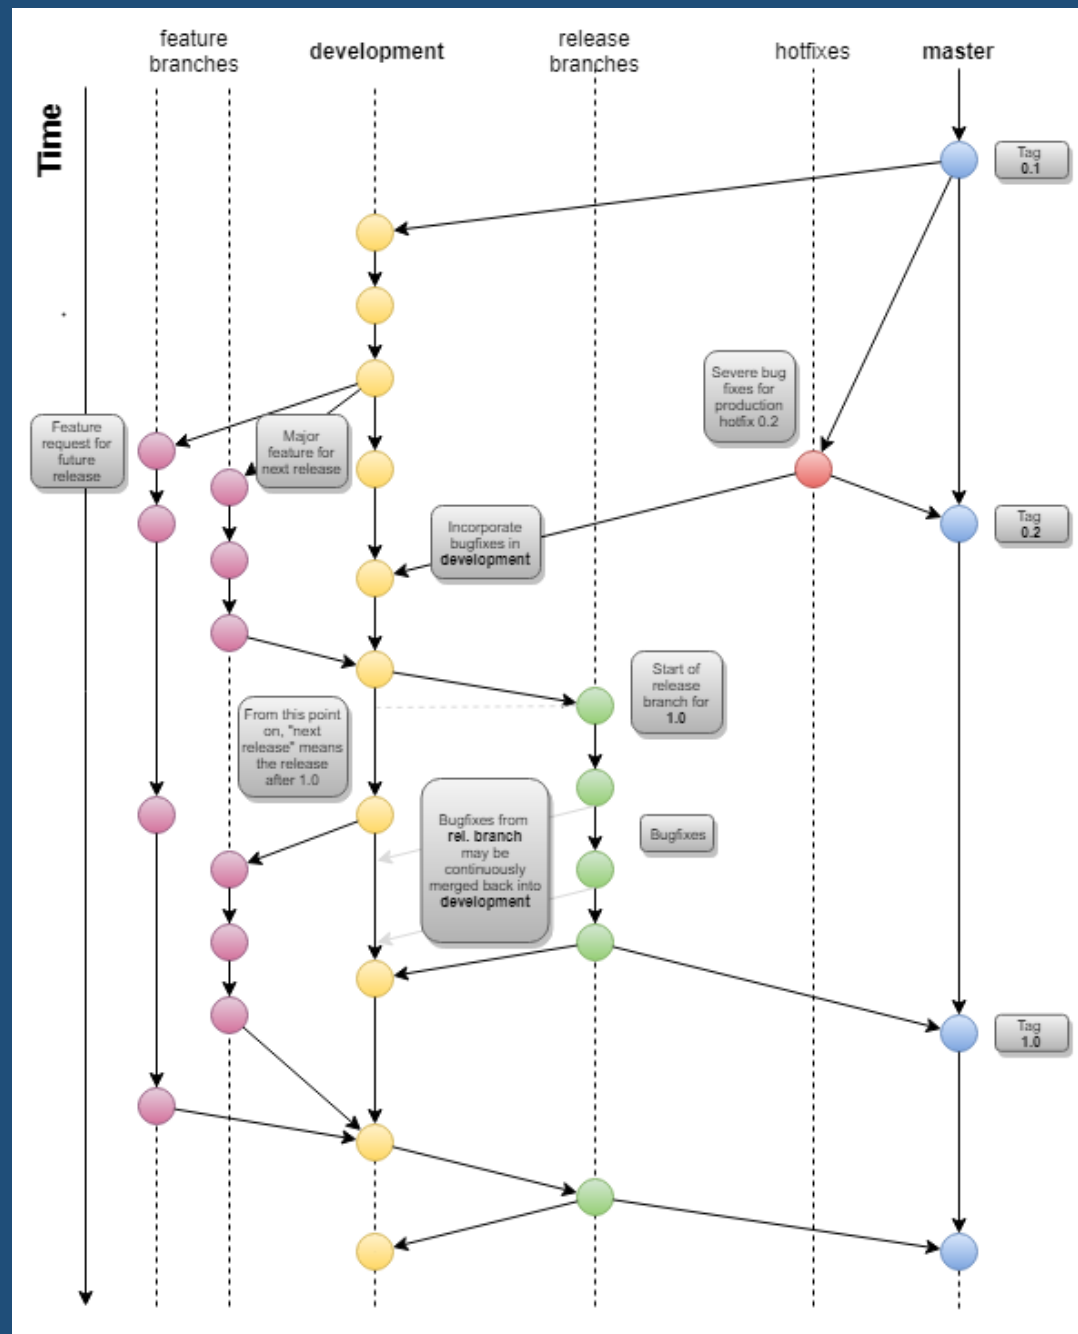 feature
branches
development
release
branches
hotfixes
master
Time
Tag
0.1
Severe bug
fixes for
production
hotfix 0.2
Feature
request for
future
release
Major
feature for
next release
Incorporate
bugfixes in
development
Tag
0.2
Start of
release
branch for
1.0
From this point
on, "next
release" means
the release
after 1.0
Bugfixes from
rel. branch
may be
continuously
merged back into
development
Bugfixes
Tag
1.0